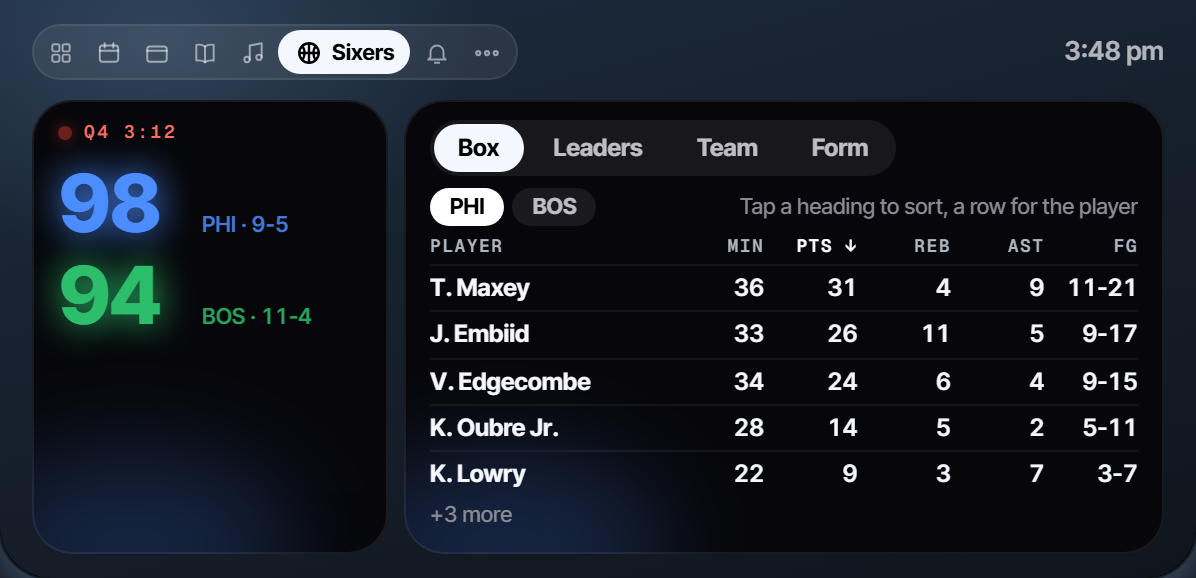 Sixers
3:48 pm
Q4 3:12
98 PHI · 9-5
94 BOS · 11-4
Box Leaders Team Form
PHI BOS Tap a heading to sort, a row for the player
PLAYER MIN PTS ↓ REB AST FG
T. Maxey 36 31 4 9 11-21
J. Embiid 33 26 11 5 9-17
V. Edgecombe 34 24 6 4 9-15
K. Oubre Jr. 28 14 5 2 5-11
K. Lowry 22 9 3 7 3-7
+3 more